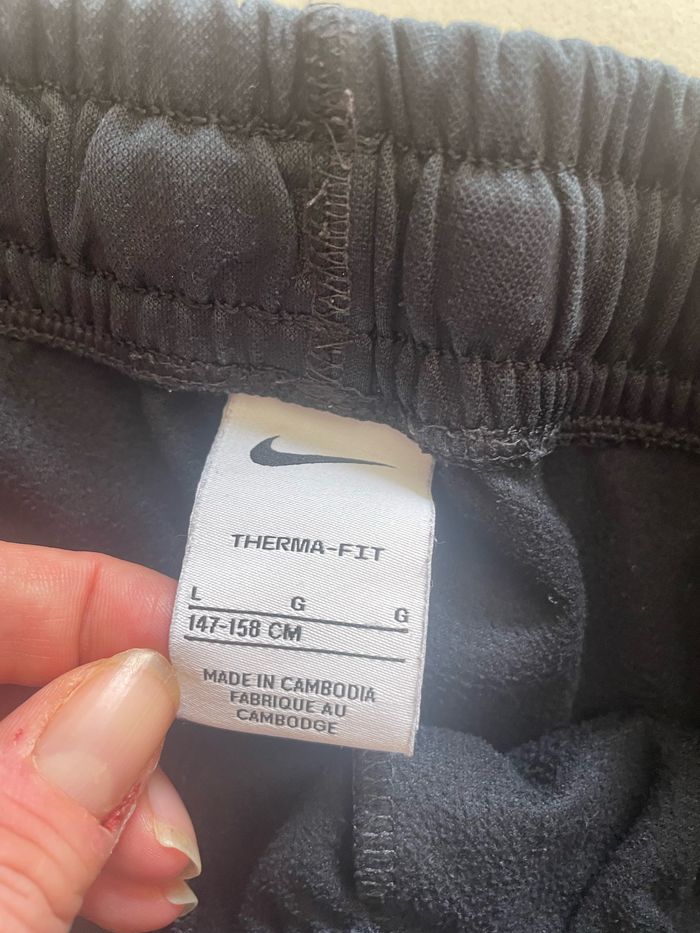 THERMA-FIT
L G G
147-158 CM
MADE IN CAMBODIA
FABRIQUE AU
CAMBODGE